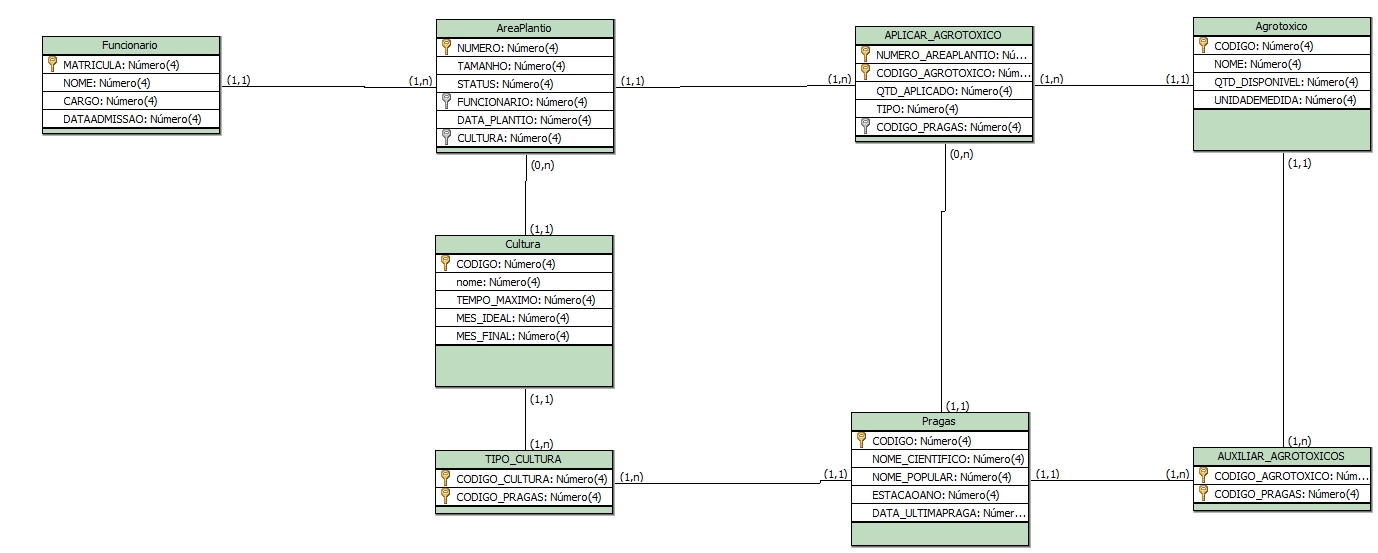 Funcionario
MATRICULA: Número(4)
NOME: Número(4)
CARGO: Número(4)
DATAADMISSAO: Número(4)
(1,1)
(1,n)
AreaPlantio
NUMERO: Número(4)
TAMANHO: Número(4)
STATUS: Número(4)
FUNCIONARIO: Número(4)
DATA_PLANTIO: Número(4)
CULTURA: Número(4)
(1,1)
(1,n)
APLICAR_AGROTOXICO
NUMERO_AREAPLANTIO: Nú...
CODIGO_AGROTOXICO: Núm...
QTD_APLICADO: Número(4)
TIPO: Número(4)
CODIGO_PRAGAS: Número(4)
(1,n)
(1,1)
Agrotoxico
CODIGO: Número(4)
NOME: Número(4)
QTD_DISPONIVEL: Número(4)
UNIDADEMEDIDA: Número(4)
(0,n)
(1,1)
(0,n)
(1,1)
(1,1)
(1,n)
Cultura
CODIGO: Número(4)
nome: Número(4)
TEMPO_MAXIMO: Número(4)
MES_IDEAL: Número(4)
MES_FINAL: Número(4)
(1,1)
(1,n)
TIPO_CULTURA
CODIGO_CULTURA: Número(4)
CODIGO_PRAGAS: Número(4)
(1,n)
(1,1)
Pragas
CODIGO: Número(4)
NOME_CIENTIFICO: Número(4)
NOME_POPULAR: Número(4)
ESTACAOANO: Número(4)
DATA_ULTIMAPRAGA: Númer...
(1,1)
(1,n)
AUXILIAR_AGROTOXICOS
CODIGO_AGROTOXICO: Núm...
CODIGO_PRAGAS: Número(4)